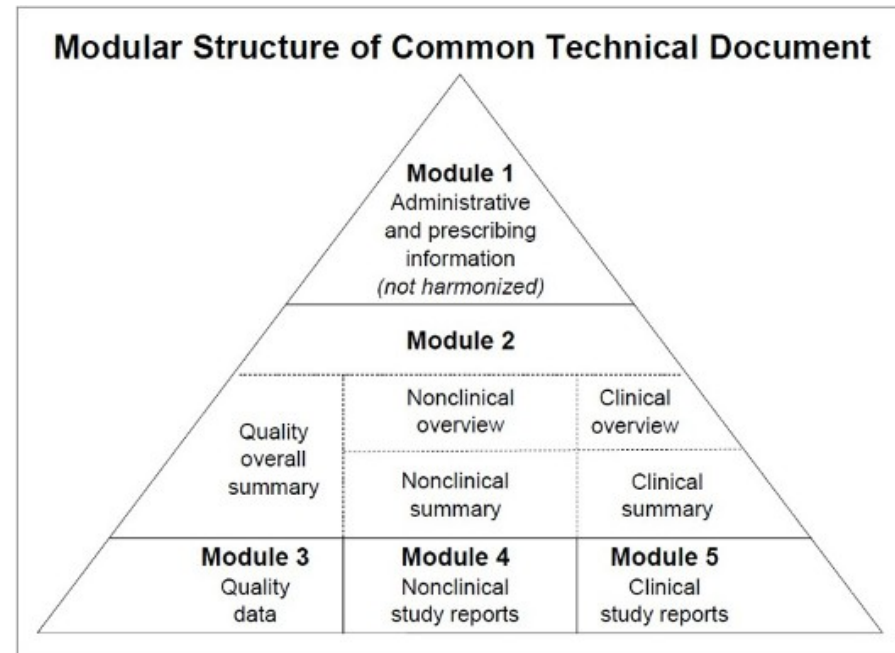 Modular Structure of Common Technical Document
Module 1
Administrative
and prescribing
information
(not harmonized)
Module 2
Quality
overall
summary
Nonclinical
overview
Clinical
overview
Nonclinical
summary
Clinical
summary
Module 3
Quality
data
Module 4
Nonclinical
study reports
Module 5
Clinical
study reports